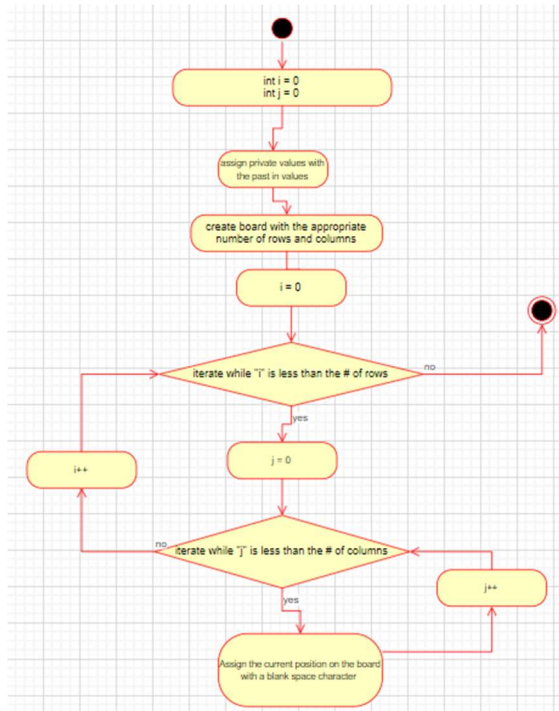 int i = 0
int j = 0
assign private values with
the past in values
create board with the appropriate
number of rows and columns
i = 0
iterate while "i" is less than the # of rows
no
yes
j = 0
i++
no
iterate while "j" is less than the # of columns
yes
j++
Assign the current position on the board
with a blank space character